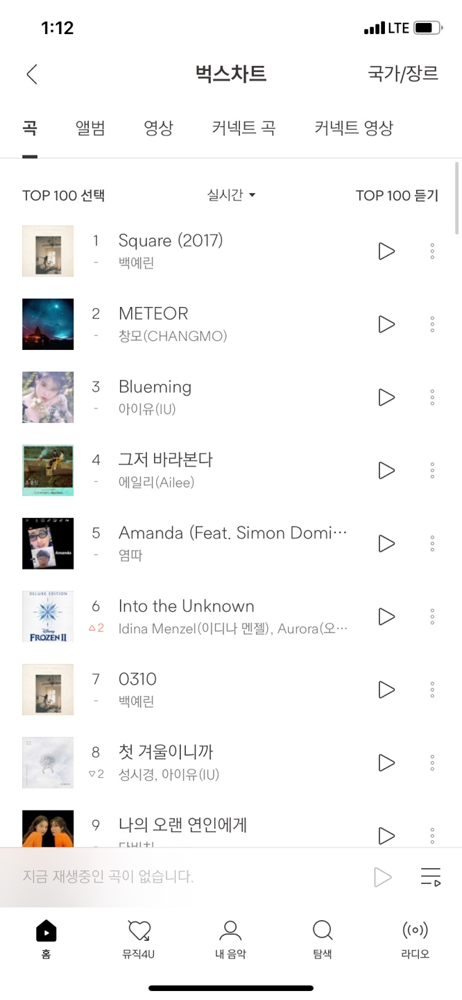 1:12
LTE
벅스차트
국가/장르
곡 앨범 영상 커넥트 곡 커넥트 영상
TOP 100 선택
실시간
TOP 100 듣기
1 Square (2017)
- 백예린
2 METEOR
- 창모(CHANGMO)
3 Blueming
- 아이유(IU)
4 그저 바라본다
- 에일리(Ailee)
Amanda
5 Amanda (Feat. Simon Domi…
- 염따
DELUXE EDITION
Disney
FROZEN II
6 Into the Unknown
△2 Idina Menzel(이디나 멘젤), Aurora(오…
7 0310
- 백예린
8 첫 겨울이니까
▽2 성시경, 아이유(IU)
9 나의 오랜 연인에게
지금 재생중인 곡이 없습니다.
홈 뮤직4U 내 음악 탐색 라디오